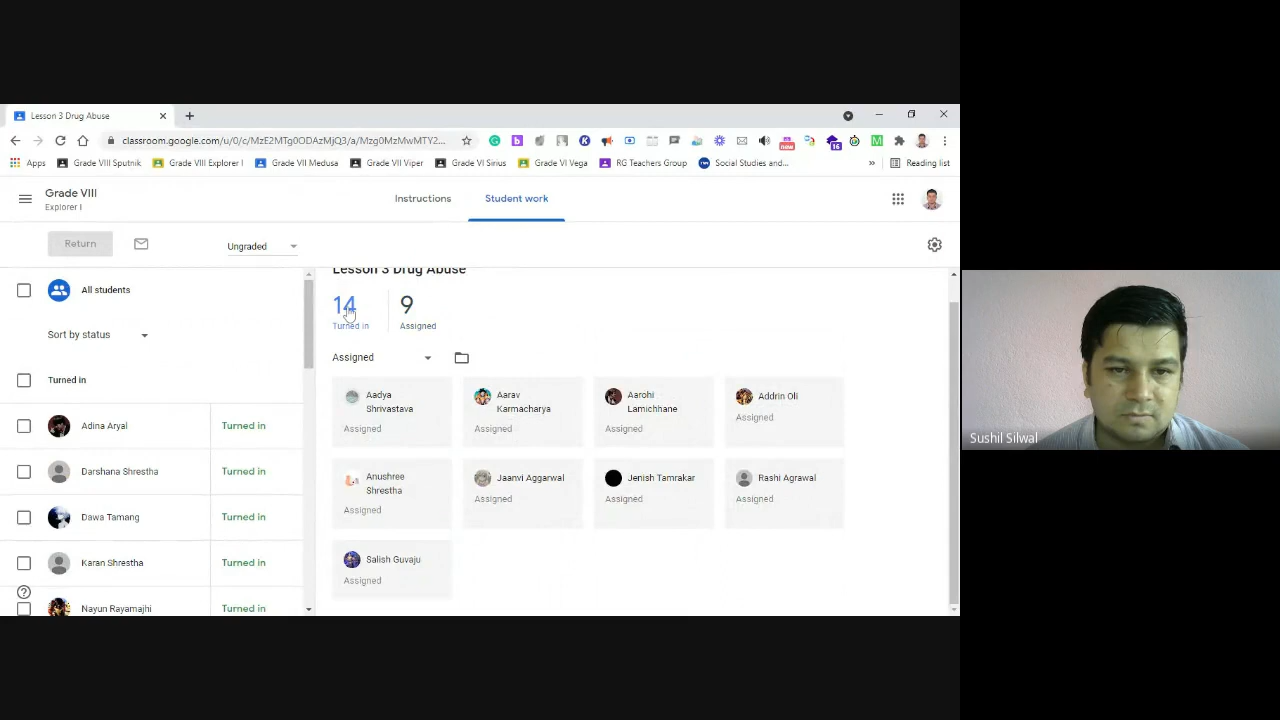 Lesson 3 Drug Abuse
classroom.google.com/u/0/c/MzE2MTg0ODAzMjQ3/a/Mzg0MzMwMTY2...
16
Apps
Grade VIII Sputnik
Grade VIII Explorer I
Grade VII Medusa
Grade VII Viper
Grade VI Sirius
Grade VI Vega
RG Teachers Group
Social Studies and...
»
Reading list
Grade VIII
Explorer I
Instructions
Student work
Return
Ungraded
All students
Sort by status
Turned in
Adina Aryal
Turned in
Darshana Shrestha
Turned in
Dawa Tamang
Turned in
Karan Shrestha
Turned in
Nayun Rayamajhi
Turned in
Lesson 3 Drug Abuse
14
Turned in
9
Assigned
Assigned
Aadya
Shrivastava
Assigned
Aarav
Karmacharya
Assigned
Aarohi
Lamichhane
Assigned
Addrin Oli
Assigned
Anushree
Shrestha
Assigned
Jaanvi Aggarwal
Assigned
Jenish Tamrakar
Assigned
Rashi Agrawal
Assigned
Salish Guvaju
Assigned
Sushil Silwal